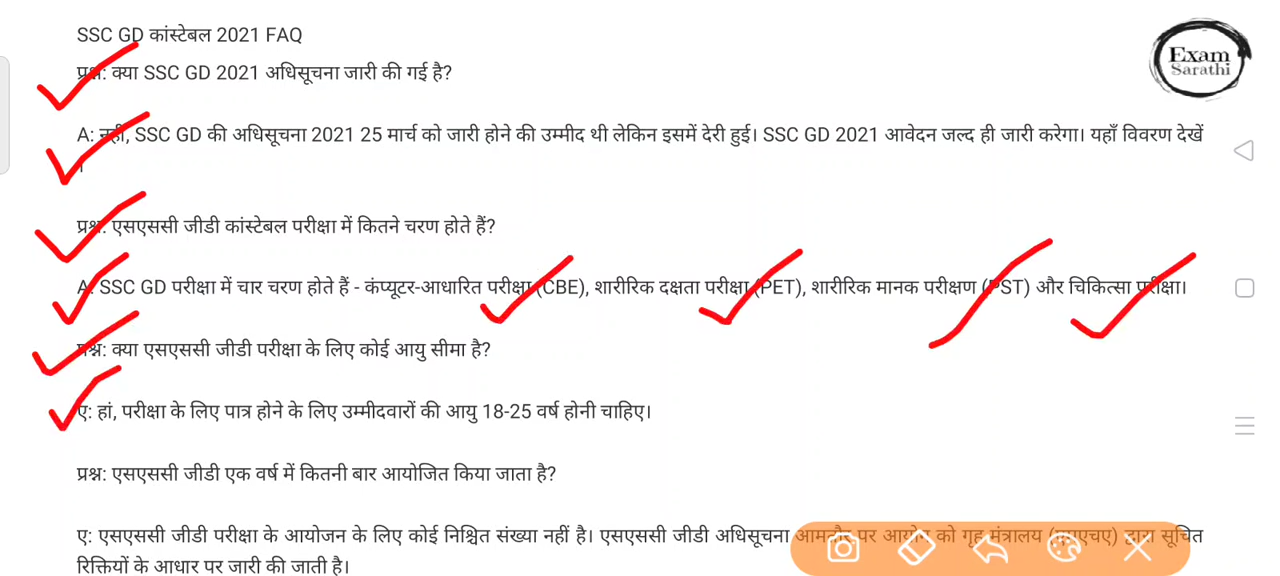 SSC GD कांस्टेबल 2021 FAQ
Exam
Sarathi
प्रश्न: क्या SSC GD 2021 अधिसूचना जारी की गई है?
A: नहीं, SSC GD की अधिसूचना 2021 25 मार्च को जारी होने की उम्मीद थी लेकिन इसमें देरी हुई। SSC GD 2021 आवेदन जल्द ही जारी करेगा। यहाँ विवरण देखें
।
प्रश्न: एसएससी जीडी कांस्टेबल परीक्षा में कितने चरण होते हैं?
A: SSC GD परीक्षा में चार चरण होते हैं - कंप्यूटर-आधारित परीक्षा (CBE), शारीरिक दक्षता परीक्षा (PET), शारीरिक मानक परीक्षण (PST) और चिकित्सा परीक्षा।
प्रश्न: क्या एसएससी जीडी परीक्षा के लिए कोई आयु सीमा है?
ए: हां, परीक्षा के लिए पात्र होने के लिए उम्मीदवारों की आयु 18-25 वर्ष होनी चाहिए।
प्रश्न: एसएससी जीडी एक वर्ष में कितनी बार आयोजित किया जाता है?
ए: एसएससी जीडी परीक्षा के आयोजन के लिए कोई निश्चित संख्या नहीं है। एसएससी जीडी अधिसूचना आमतौर पर आयोग को गृह मंत्रालय (एमएचए) द्वारा सूचित
रिक्तियों के आधार पर जारी की जाती है।